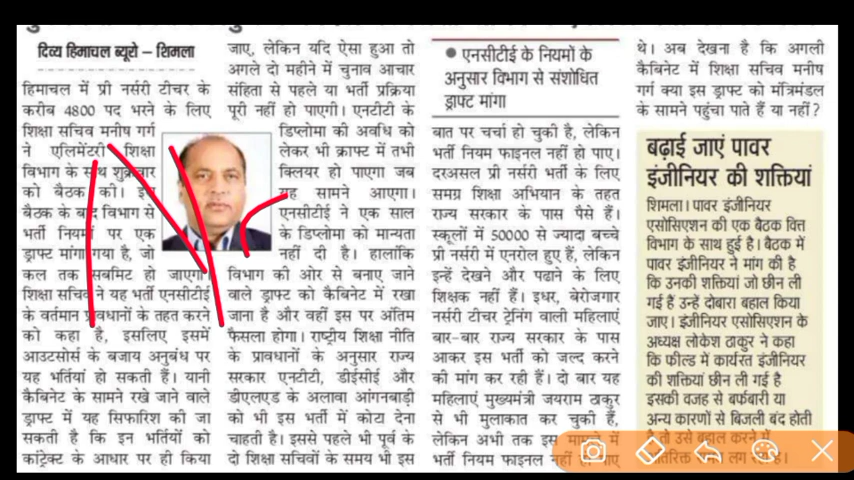 दिव्य हिमाचल ब्यूरो – शिमला
हिमाचल में प्री नर्सरी टीचर के
करीब 4800 पद भरने के लिए
शिक्षा सचिव मनीष गर्ग
ने एलिमेंटरी शिक्षा
विभाग के साथ शुक्रवार
को बैठक की। इस
बैठक के बाद विभाग से
भर्ती नियमों पर एक
ड्राफ्ट मांगा गया है, जो
कल तक सबमिट हो जाएगा।
शिक्षा सचिव ने यह भर्ती एनसीटीई
के वर्तमान प्रावधानों के तहत करने
को कहा है, इसलिए इसमें
आउटसोर्स के बजाय अनुबंध पर
यह भर्तियां हो सकती हैं। यानी
कैबिनेट के सामने रखे जाने वाले
ड्राफ्ट में यह सिफारिश की जा
सकती है कि इन भर्तियों को
कांट्रेक्ट के आधार पर ही किया
जाए, लेकिन यदि ऐसा हुआ तो
अगले दो महीने में चुनाव आचार
संहिता से पहले या भर्ती प्रक्रिया
पूरी नहीं हो पाएगी। एनटीटी के
डिप्लोमा की अवधि को
लेकर भी क्राफ्ट में तभी
क्लियर हो पाएगा जब
यह सामने आएगा।
एनसीटीई ने एक साल
के डिप्लोमा को मान्यता
नहीं दी है। हालांकि
विभाग की ओर से बनाए जाने
वाले ड्राफ्ट को कैबिनेट में रखा
जाना है और वहीं इस पर अंतिम
फैसला होगा। राष्ट्रीय शिक्षा नीति
के प्रावधानों के अनुसार राज्य
सरकार एनटीटी, डीईसीई और
डीएलएड के अलावा आंगनबाड़ी
को भी इस भर्ती में कोटा देना
चाहती है। इससे पहले भी पूर्व के
दो शिक्षा सचिवों के समय भी इस
● एनसीटीई के नियमों के
अनुसार विभाग से संशोधित
ड्राफ्ट मांगा
बात पर चर्चा हो चुकी है, लेकिन
भर्ती नियम फाइनल नहीं हो पाए।
दरअसल प्री नर्सरी भर्ती के लिए
समग्र शिक्षा अभियान के तहत
राज्य सरकार के पास पैसे हैं।
स्कूलों में 50000 से ज्यादा बच्चे
प्री नर्सरी में एनरोल हुए हैं, लेकिन
इन्हें देखने और पढाने के लिए
शिक्षक नहीं हैं। इधर, बेरोजगार
नर्सरी टीचर ट्रेनिंग वाली महिलाएं
बार-बार राज्य सरकार के पास
आकर इस भर्ती को जल्द करने
की मांग कर रही हैं। दो बार यह
महिलाएं मुख्यमंत्री जयराम ठाकुर
से भी मुलाकात कर चुकी हैं,
लेकिन अभी तक इस मामले में
भर्ती नियम फाइनल नहीं हो पाए
थे। अब देखना है कि अगली
कैबिनेट में शिक्षा सचिव मनीष
गर्ग क्या इस ड्राफ्ट को मंत्रिमंडल
के सामने पहुंचा पाते हैं या नहीं?
बढ़ाई जाएं पावर
इंजीनियर की शक्तियां
शिमला। पावर इंजीनियर
एसोसिएशन की एक बैठक वित्त
विभाग के साथ हुई है। बैठक में
पावर इंजीनियर ने मांग की है
कि उनकी शक्तियां जो छीन ली
गई हैं उन्हें दोबारा बहाल किया
जाए। इंजीनियर एसोसिएशन के
अध्यक्ष लोकेश ठाकुर ने कहा
कि फील्ड में कार्यरत इंजीनियर
की शक्तियां छीन ली गई है
इसकी वजह से बर्फबारी या
अन्य कारणों से बिजली बंद होती
है तो उसे बहाल करने में
लग रहा है।